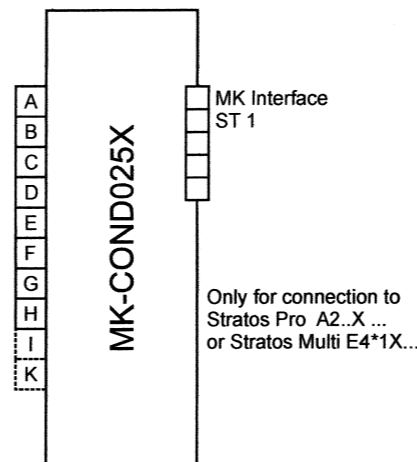 A
B
C
D
E
F
G
H
I
K
MK-COND025X
MK Interface
ST 1
Only for connection to
Stratos Pro A2..X ...
or Stratos Multi E4*1X...